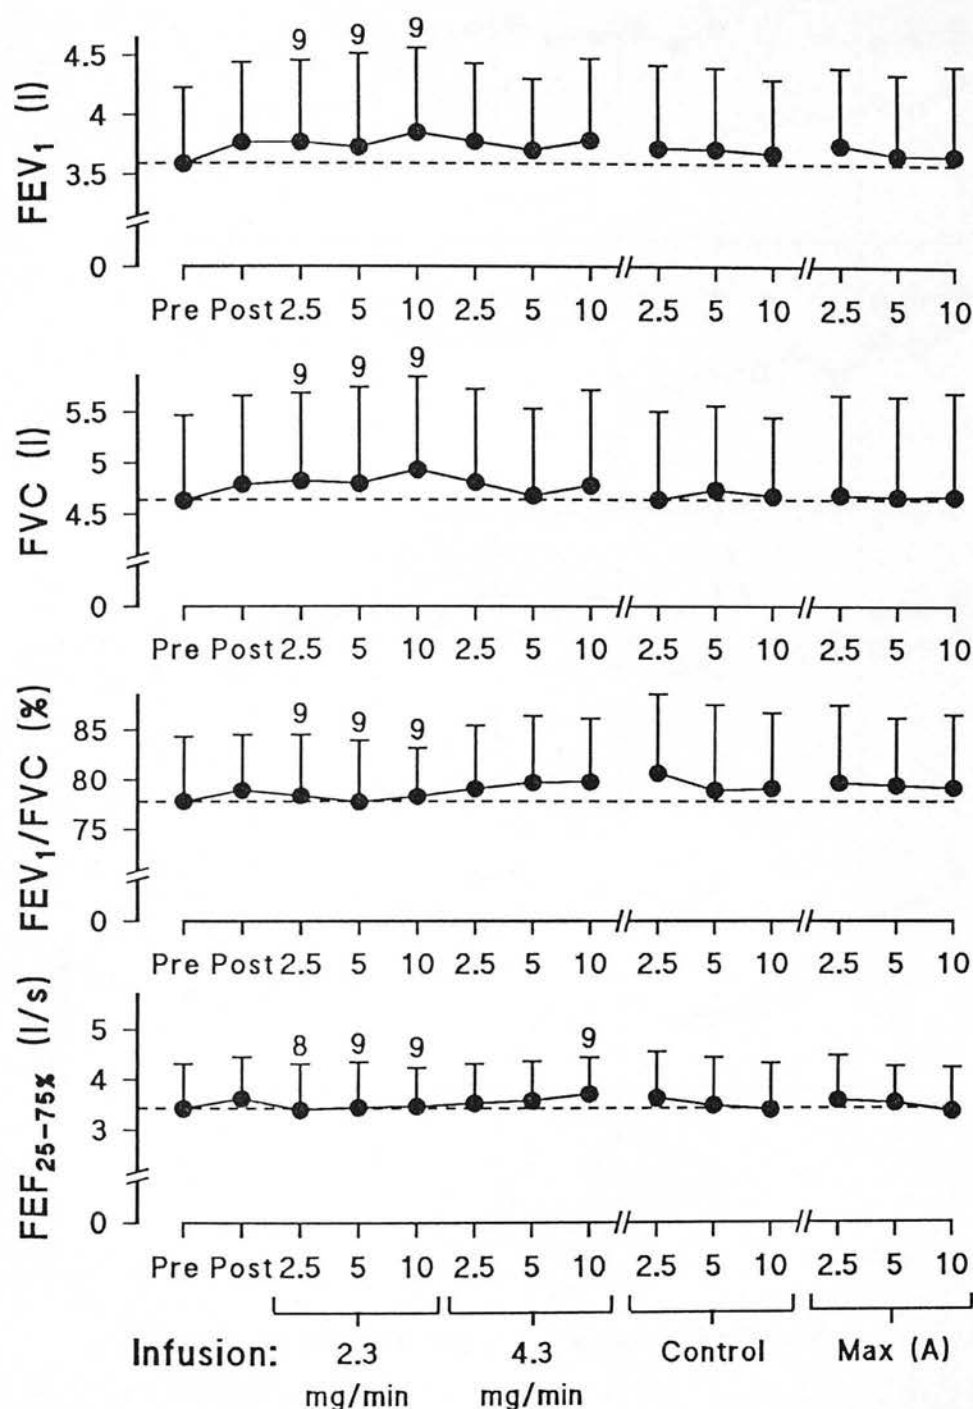 9 9 9
FEV₁ (l)
4.5
4
3.5
0
Pre Post 2.5 5 10 2.5 5 10 2.5 5 10 2.5 5 10
9 9 9
FVC (l)
5.5
5
4.5
0
Pre Post 2.5 5 10 2.5 5 10 2.5 5 10 2.5 5 10
9 9 9
FEV₁/FVC (%)
85
80
75
0
Pre Post 2.5 5 10 2.5 5 10 2.5 5 10 2.5 5 10
8 9 9 9
FEF₂₅₋₇₅% (l/s)
5
4
3
0
Pre Post 2.5 5 10 2.5 5 10 2.5 5 10 2.5 5 10
Infusion: 2.3 4.3 Control Max (A)
mg/min mg/min